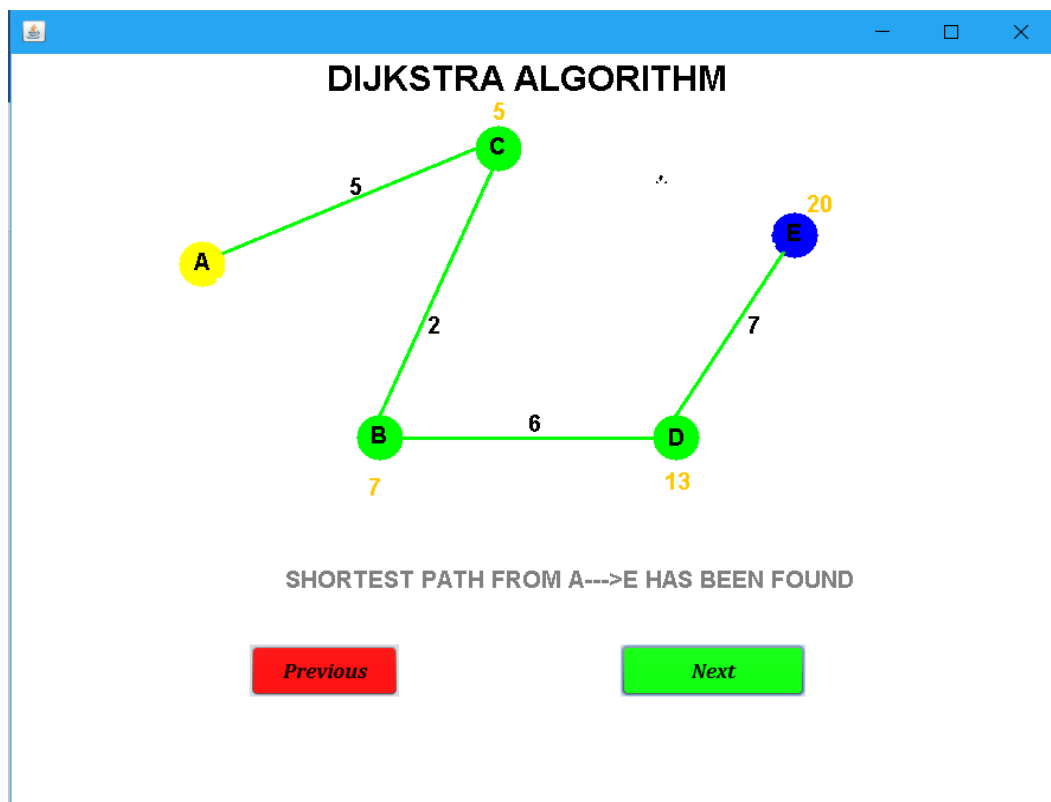 DIJKSTRA ALGORITHM
5
C
5
20
E
A
2
7
6
B
D
7
13
SHORTEST PATH FROM A--->E HAS BEEN FOUND
Previous
Next